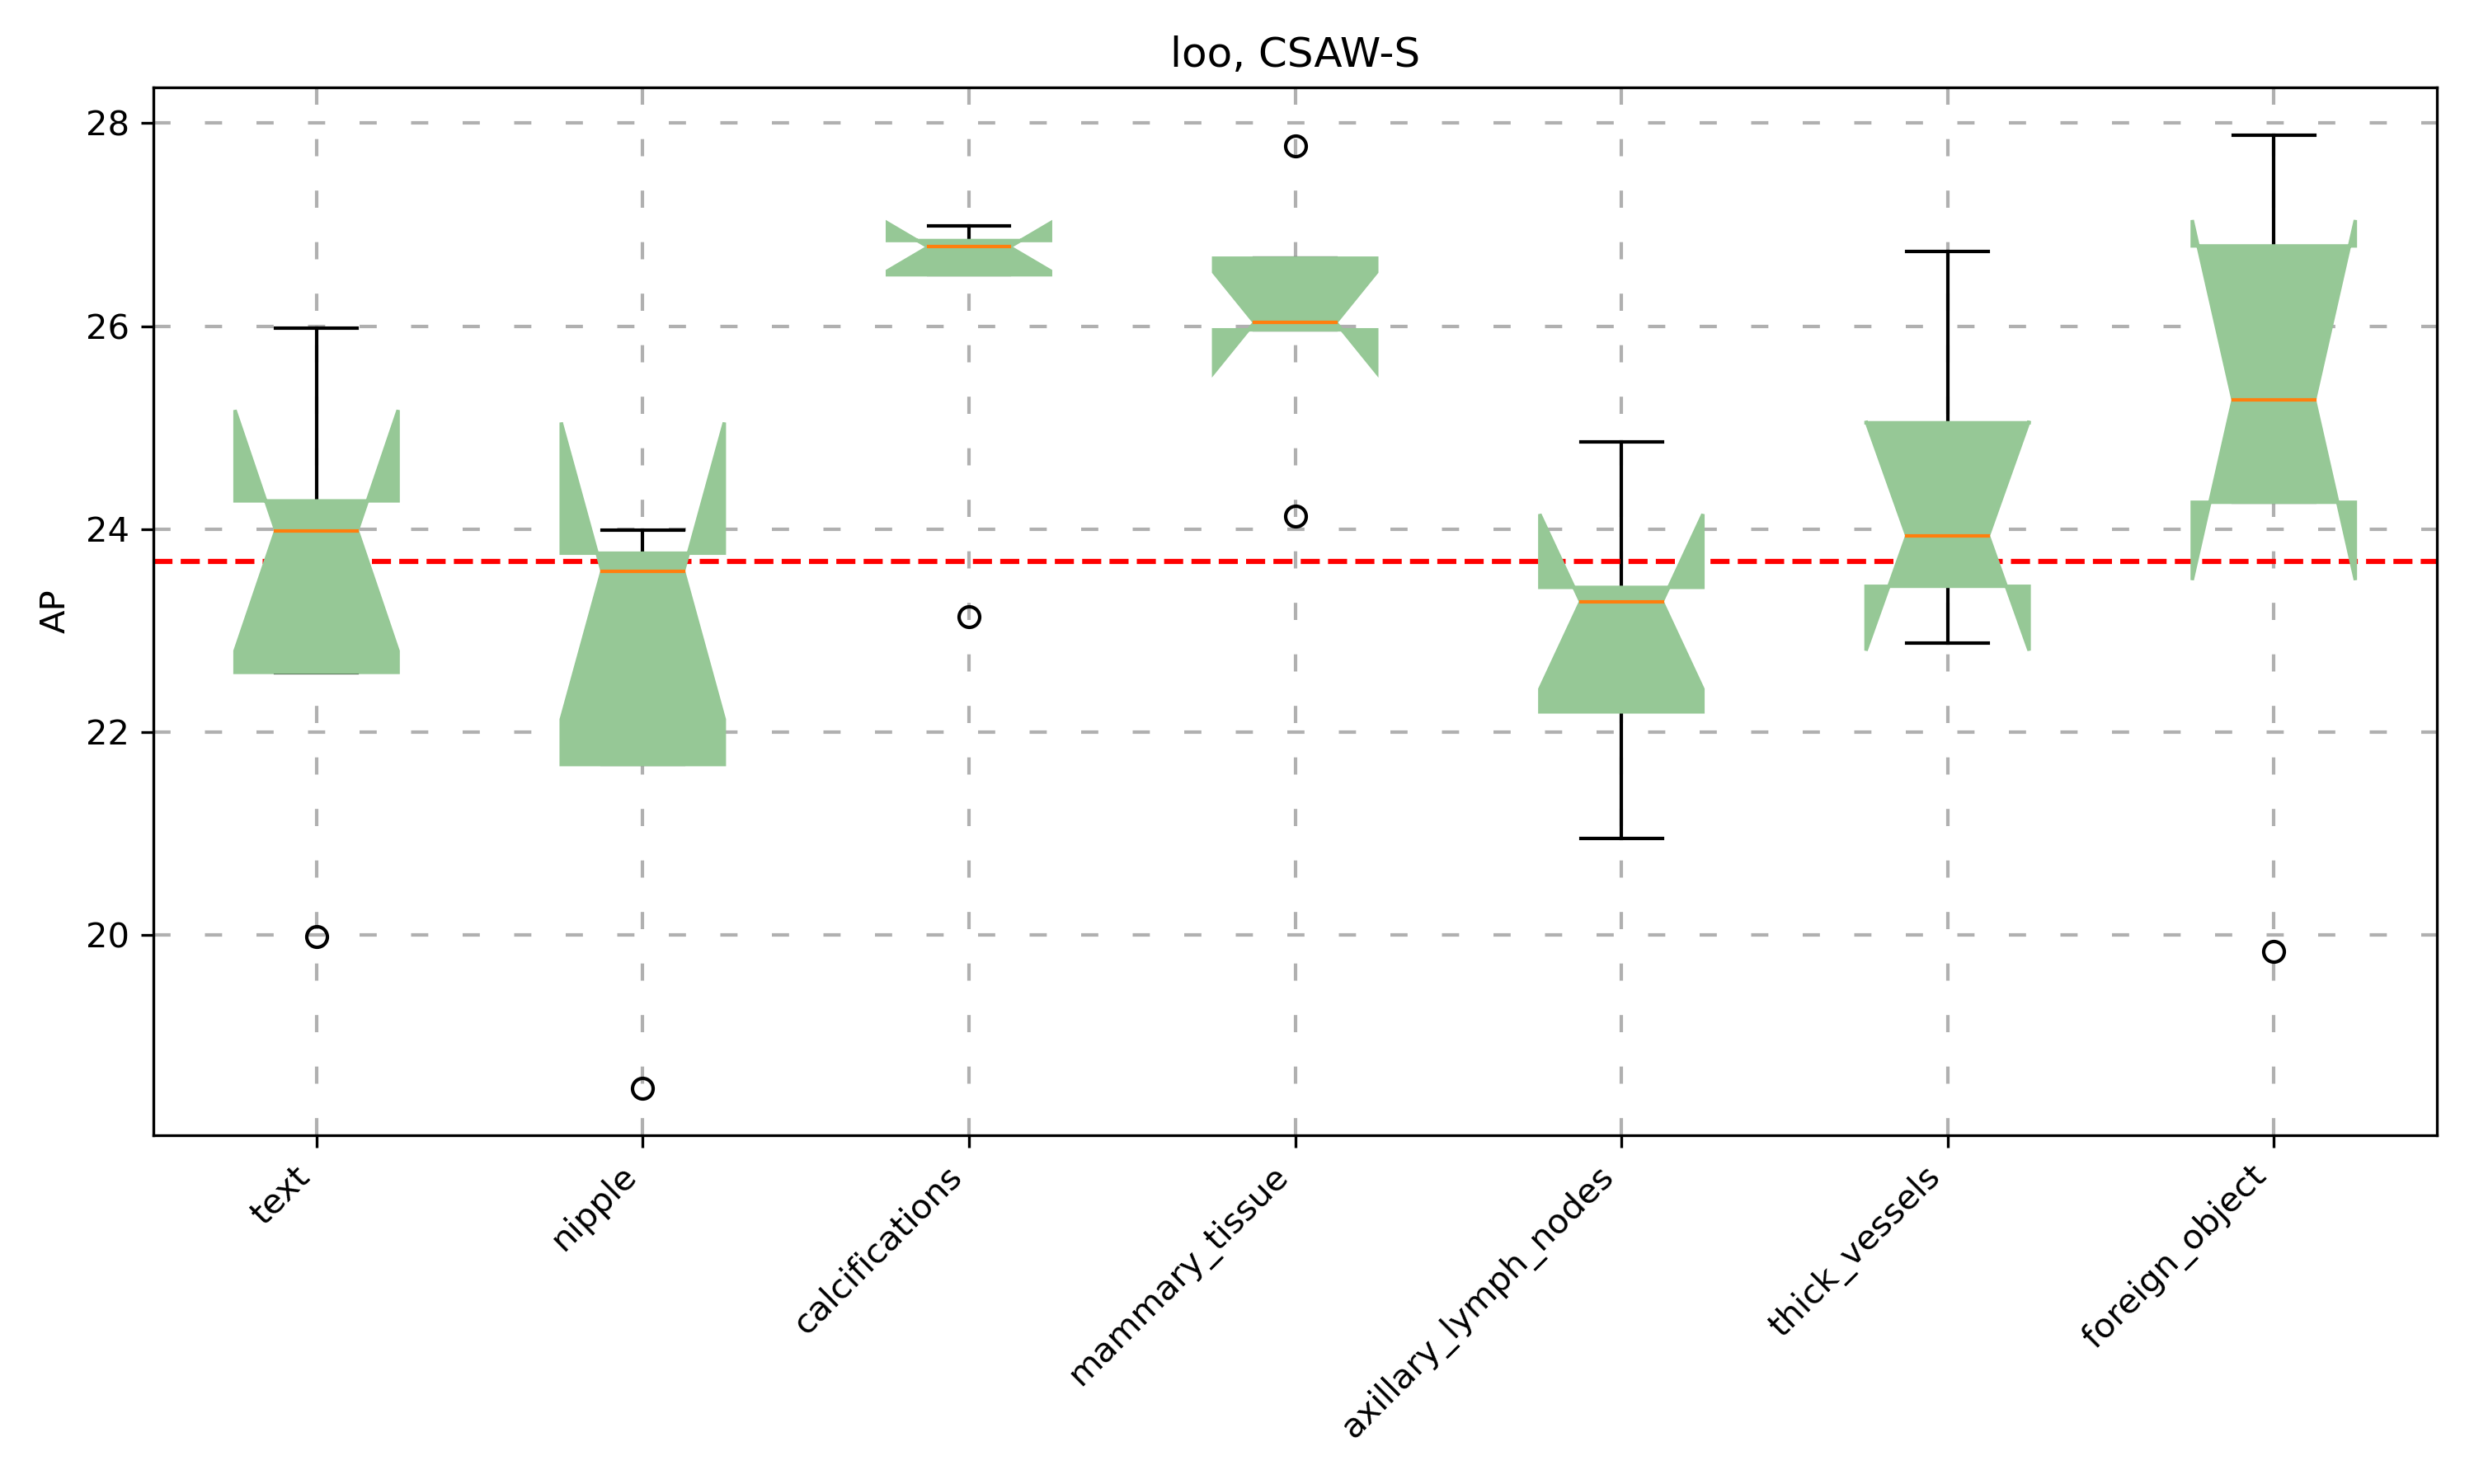 loo, CSAW-S
28
26
24
22
20
AP
text
nipple
calcifications
mammary_tissue
axillary_lymph_nodes
thick_vessels
foreign_object